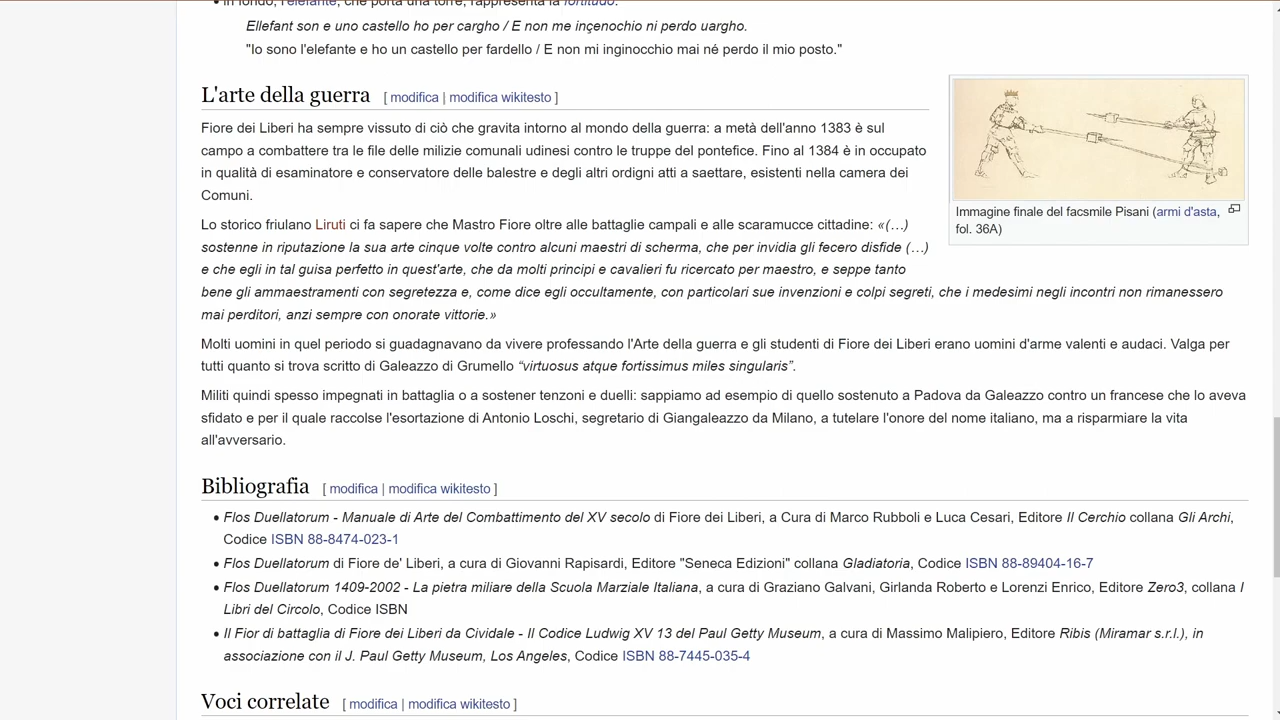 In fondo, l'elefante, che porta una torre, rappresenta la fortitudo:
Ellefant son e uno castello ho per cargho / E non me inçenochio ni perdo uargho.
"Io sono l'elefante e ho un castello per fardello / E non mi inginocchio mai né perdo il mio posto."
L'arte della guerra [ modifica | modifica wikitesto ]
Fiore dei Liberi ha sempre vissuto di ciò che gravita intorno al mondo della guerra: a metà dell'anno 1383 è sul
campo a combattere tra le file delle milizie comunali udinesi contro le truppe del pontefice. Fino al 1384 è in occupato
in qualità di esaminatore e conservatore delle balestre e degli altri ordigni atti a saettare, esistenti nella camera dei
Comuni.
Immagine finale del facsmile Pisani (armi d'asta,
fol. 36A)
Lo storico friulano Liruti ci fa sapere che Mastro Fiore oltre alle battaglie campali e alle scaramucce cittadine: «(…)
sostenne in riputazione la sua arte cinque volte contro alcuni maestri di scherma, che per invidia gli fecero disfide (…)
e che egli in tal guisa perfetto in quest'arte, che da molti principi e cavalieri fu ricercato per maestro, e seppe tanto
bene gli ammaestramenti con segretezza e, come dice egli occultamente, con particolari sue invenzioni e colpi segreti, che i medesimi negli incontri non rimanessero
mai perditori, anzi sempre con onorate vittorie.»
Molti uomini in quel periodo si guadagnavano da vivere professando l'Arte della guerra e gli studenti di Fiore dei Liberi erano uomini d'arme valenti e audaci. Valga per
tutti quanto si trova scritto di Galeazzo di Grumello “virtuosus atque fortissimus miles singularis”.
Militi quindi spesso impegnati in battaglia o a sostener tenzoni e duelli: sappiamo ad esempio di quello sostenuto a Padova da Galeazzo contro un francese che lo aveva
sfidato e per il quale raccolse l'esortazione di Antonio Loschi, segretario di Giangaleazzo da Milano, a tutelare l'onore del nome italiano, ma a risparmiare la vita
all'avversario.
Bibliografia [ modifica | modifica wikitesto ]
Flos Duellatorum - Manuale di Arte del Combattimento del XV secolo di Fiore dei Liberi, a Cura di Marco Rubboli e Luca Cesari, Editore Il Cerchio collana Gli Archi,
Codice ISBN 88-8474-023-1
Flos Duellatorum di Fiore de' Liberi, a cura di Giovanni Rapisardi, Editore "Seneca Edizioni" collana Gladiatoria, Codice ISBN 88-89404-16-7
Flos Duellatorum 1409-2002 - La pietra miliare della Scuola Marziale Italiana, a cura di Graziano Galvani, Girlanda Roberto e Lorenzi Enrico, Editore Zero3, collana I
Libri del Circolo, Codice ISBN
Il Fior di battaglia di Fiore dei Liberi da Cividale - Il Codice Ludwig XV 13 del Paul Getty Museum, a cura di Massimo Malipiero, Editore Ribis (Miramar s.r.l.), in
associazione con il J. Paul Getty Museum, Los Angeles, Codice ISBN 88-7445-035-4
Voci correlate [ modifica | modifica wikitesto ]